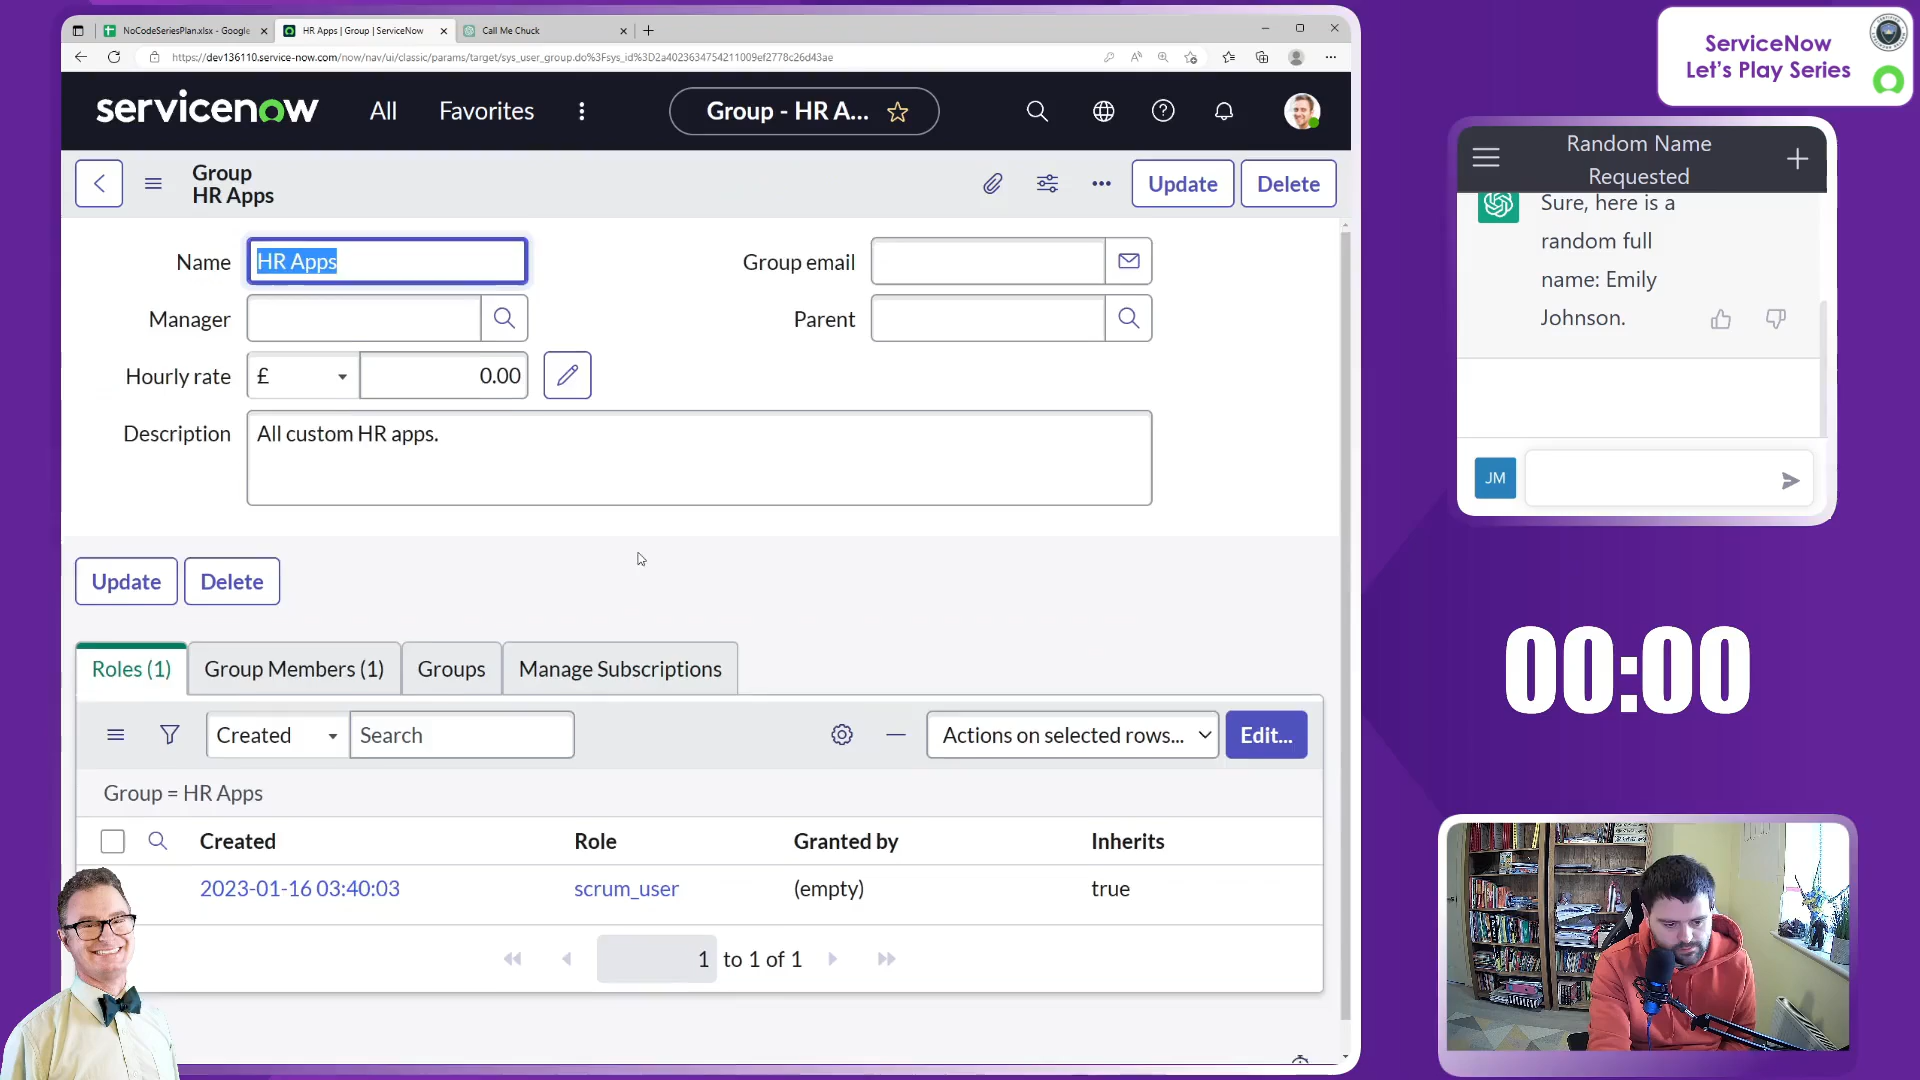 NoCodeSeriesPlan.xlsx - Google
HR Apps | Group | ServiceNow
Call Me Chuck
https://dev136110.service-now.com/now/nav/ui/classic/params/target/sys_user_group.do%3Fsys_id%3D2a4023634754211009ef2778c26d43ae
servicenow
All
Favorites
Group - HR A...
Group
HR Apps
Update
Delete
Name
HR Apps
Group email
Manager
Parent
Hourly rate
£
0.00
Description
All custom HR apps.
Update
Delete
Roles (1)
Group Members (1)
Groups
Manage Subscriptions
Created
Search
Actions on selected rows...
Edit...
Group = HR Apps
Created
Role
Granted by
Inherits
2023-01-16 03:40:03
scrum_user
(empty)
true
1
to 1 of 1
ServiceNow
Let's Play Series
Random Name
Requested
Sure, here is a
random full
name: Emily
Johnson.
JM
00:00